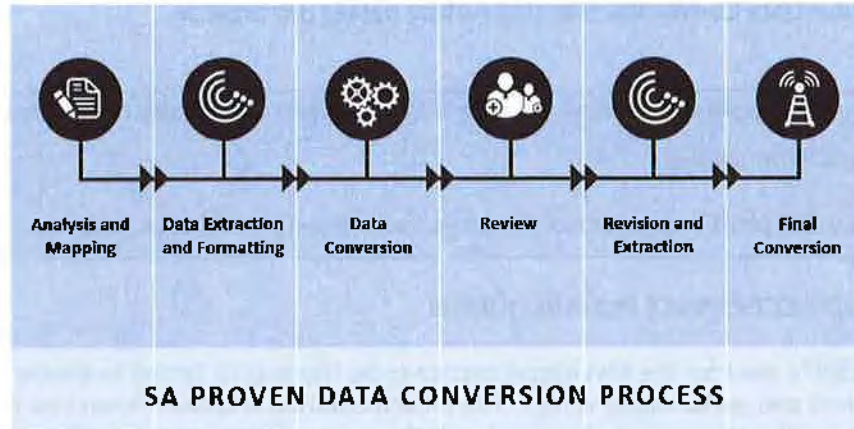 Analysis and
Mapping
Data Extraction
and Formatting
Data
Conversion
Review
Revision and
Extraction
Final
Conversion
SA PROVEN DATA CONVERSION PROCESS